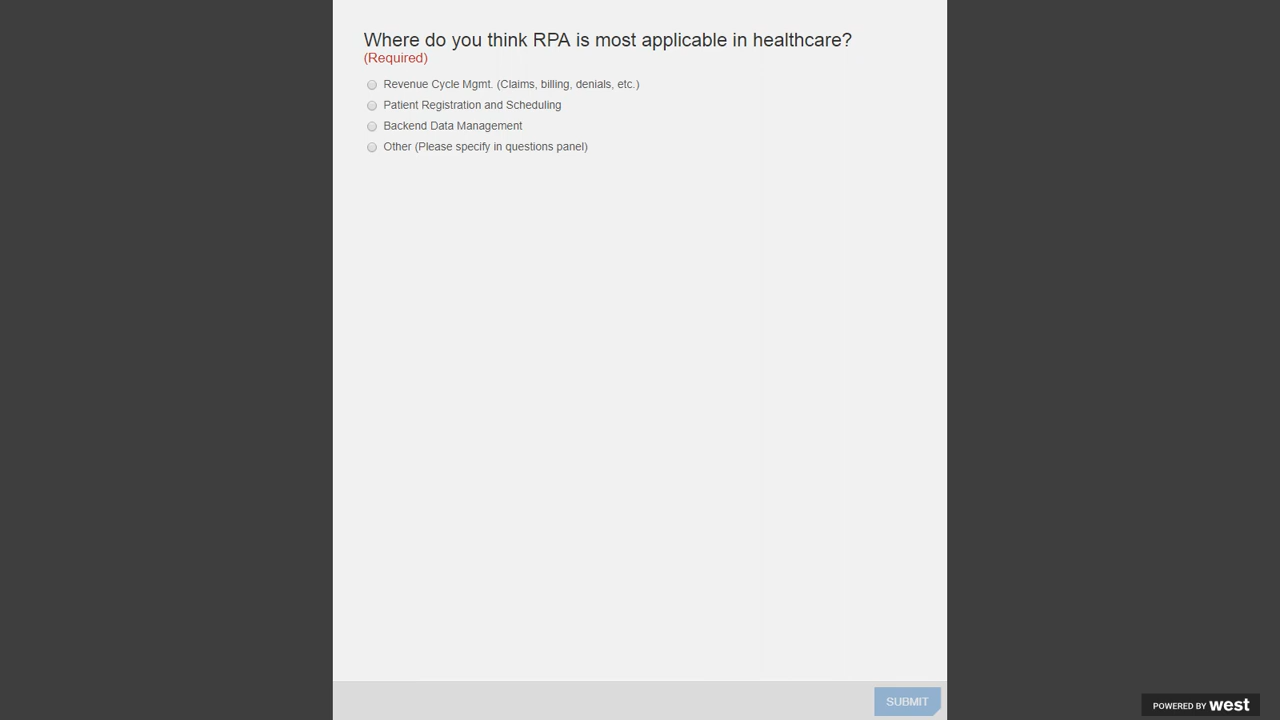 Where do you think RPA is most applicable in healthcare?
(Required)
Revenue Cycle Mgmt. (Claims, billing, denials, etc.)
Patient Registration and Scheduling
Backend Data Management
Other (Please specify in questions panel)
SUBMIT
POWERED BY west